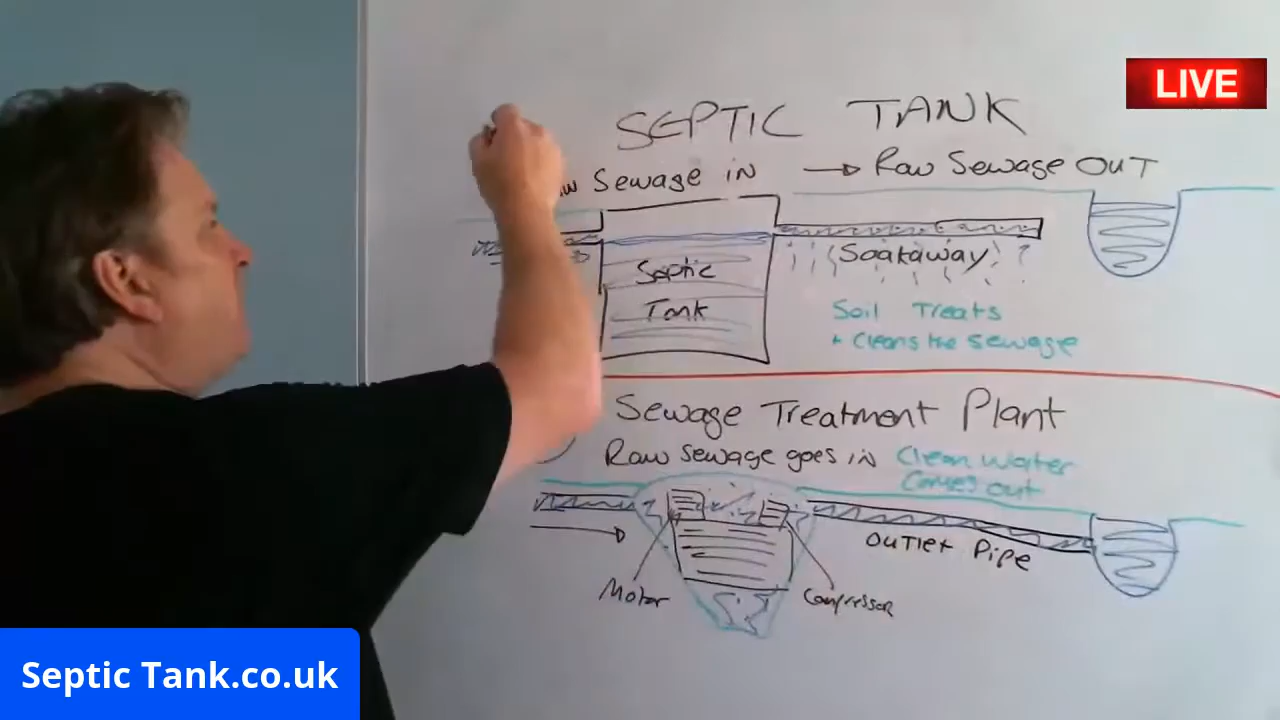 LIVE
SEPTIC TANK
Sewage in → Raw Sewage OUT
Septic
Tank
Soakaway
Soil Treats
+ Cleans the Sewage
Sewage Treatment Plant
Raw Sewage goes in Clean Water
Comes out
Motor
Compressor
OUTLET Pipe
Septic Tank.co.uk